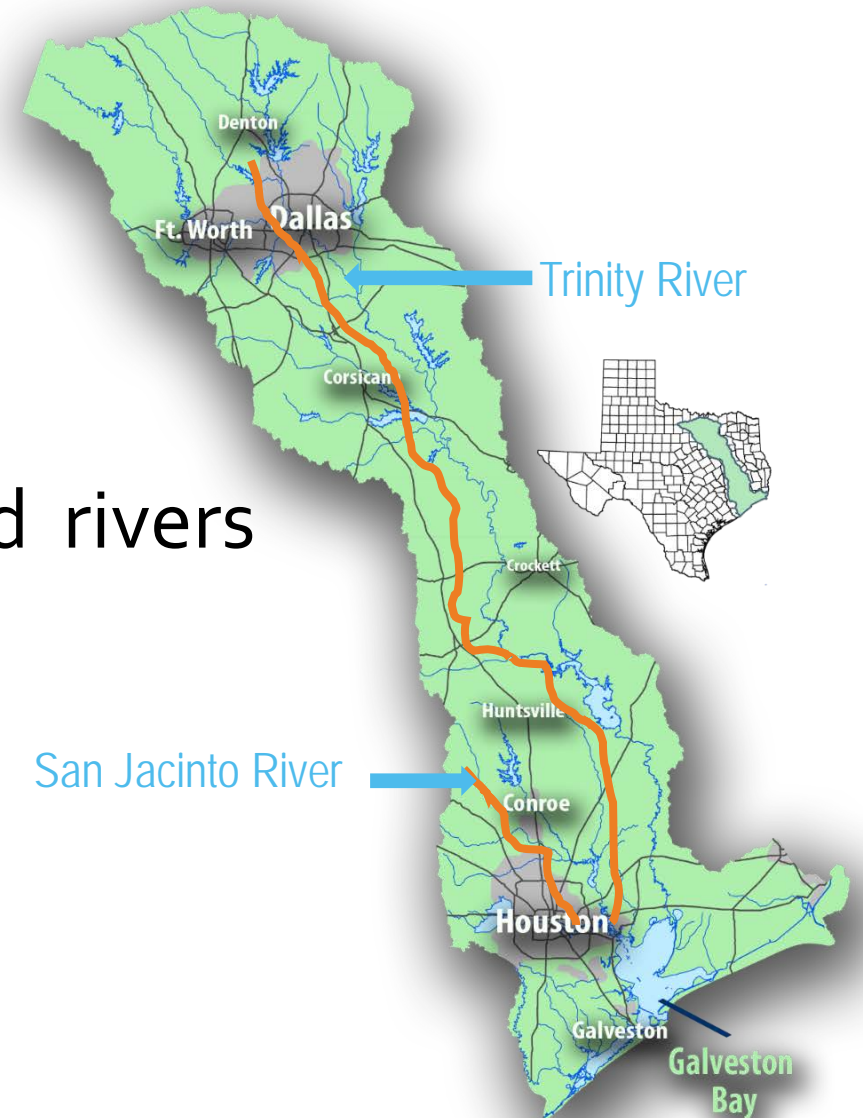 Denton
Ft. Worth
Dallas
Trinity River
Corsican
d rivers
Crockett
Huntsville
San Jacinto River
Conroe
Houston
Galveston
Galveston
Bay